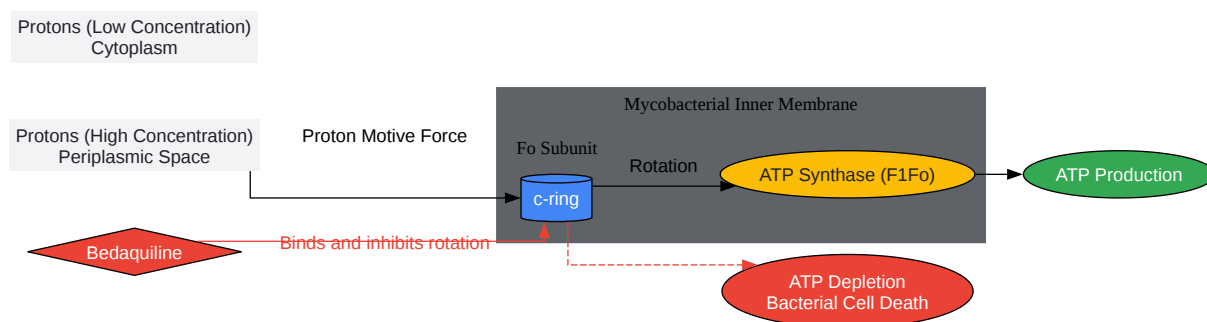 Protons (Low Concentration)
Cytoplasm
Mycobacterial Inner Membrane
Protons (High Concentration)
Periplasmic Space
Proton Motive Force
Fo Subunit
Rotation
c-ring
ATP Synthase (F1Fo)
ATP Production
Bedaquiline
Binds and inhibits rotation
ATP Depletion
Bacterial Cell Death